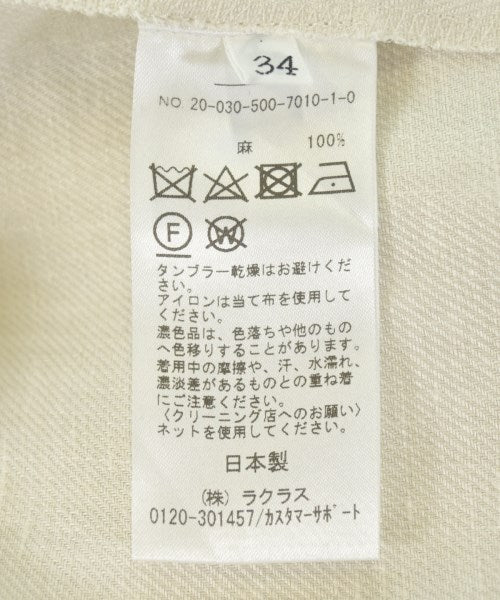 34
NO 20-030-500-7010-1-0
麻 100%
F W
タンブラー乾燥はお避けくだ
さい。
アイロンは当て布を使用して
ください。
濃色品は、色落ちや他のもの
へ色移りすることがあります。
着用中の摩擦や、汗、水濡れ、
濃淡差があるものとの重ね着
にご注意ください。
〈クリーニング店へのお願い〉
ネットを使用してください。
日本製
(株) ラクラス
0120-301457/ｶｽﾀﾏｰｻﾎﾟｰﾄ